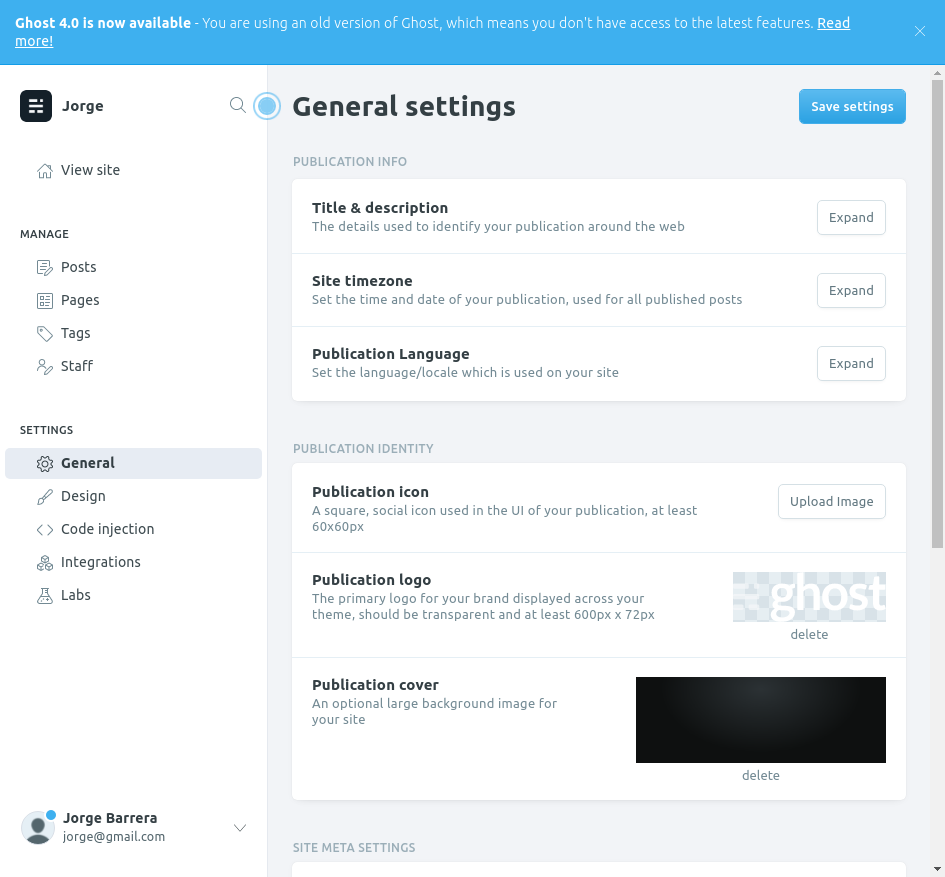 Ghost 4.0 is now available - You are using an old version of Ghost, which means you don't have access to the latest features. Read
more!
Jorge
View site
MANAGE
Posts
Pages
Tags
Staff
SETTINGS
General
Design
Code injection
Integrations
Labs
Jorge Barrera
jorge@gmail.com
General settings
Save settings
PUBLICATION INFO
Title & description
The details used to identify your publication around the web
Expand
Site timezone
Set the time and date of your publication, used for all published posts
Expand
Publication Language
Set the language/locale which is used on your site
Expand
PUBLICATION IDENTITY
Publication icon
A square, social icon used in the UI of your publication, at least
60x60px
Upload Image
Publication logo
The primary logo for your brand displayed across your
theme, should be transparent and at least 600px x 72px
ghost
delete
Publication cover
An optional large background image for
your site
delete
SITE META SETTINGS